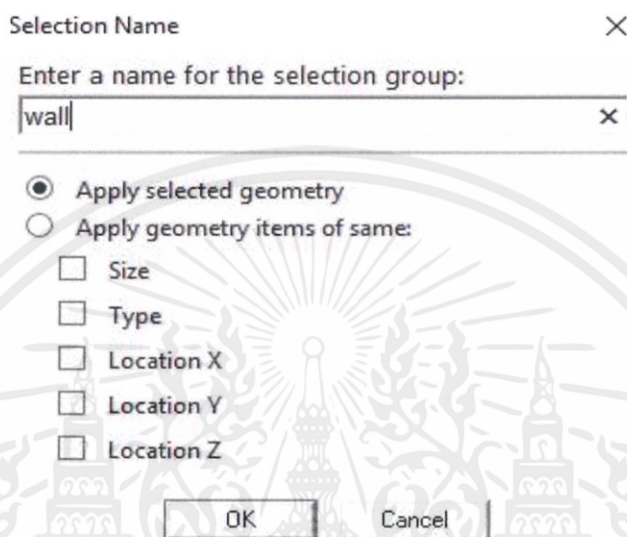 Selection Name
Enter a name for the selection group:
wall
Apply selected geometry
Apply geometry items of same:
Size
Type
Location X
Location Y
Location Z
OK Cancel